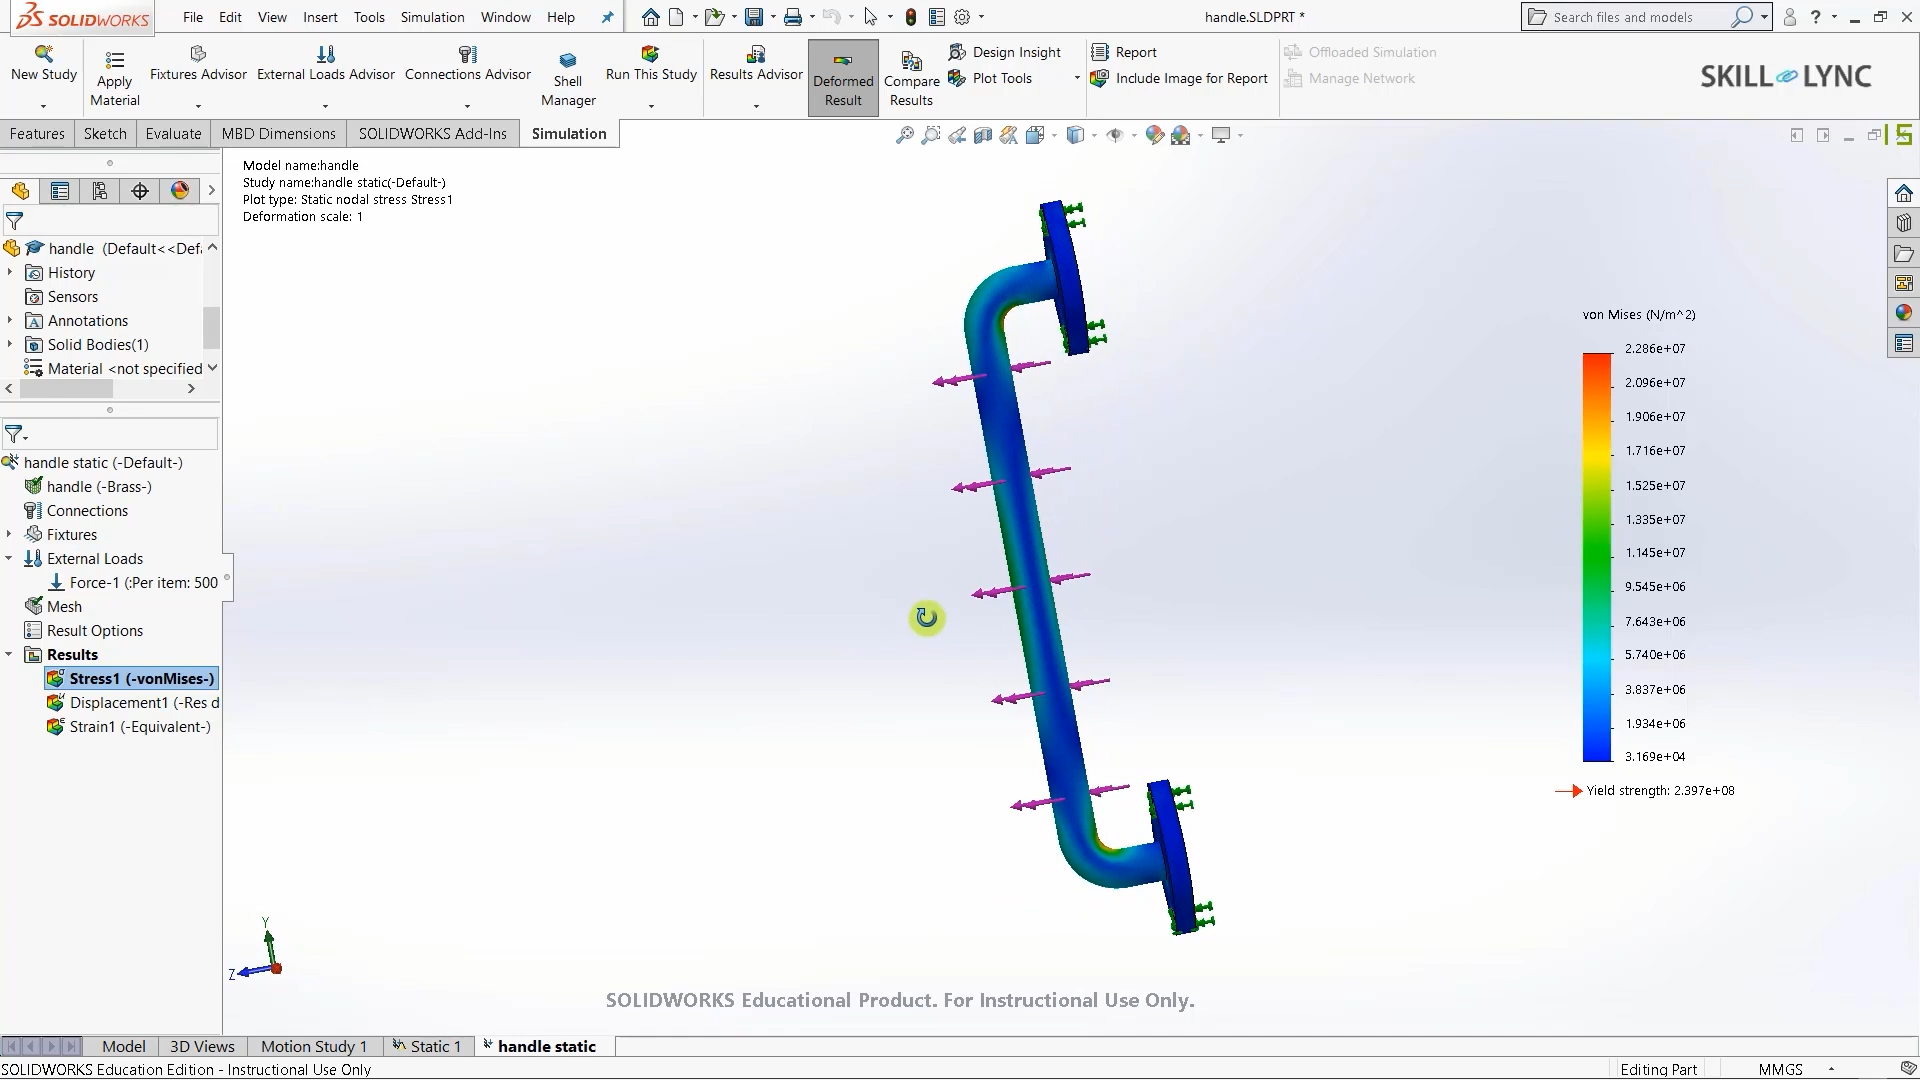 SOLIDWORKS
File Edit View Insert Tools Simulation Window Help
handle.SLDPRT *
Search files and models
New Study
Apply Material
Fixtures Advisor
External Loads Advisor
Connections Advisor
Shell Manager
Run This Study
Results Advisor
Deformed Result
Compare Results
Design Insight
Plot Tools
Report
Include Image for Report
Offloaded Simulation
Manage Network
SKILL LYNC
Features Sketch Evaluate MBD Dimensions SOLIDWORKS Add-Ins Simulation
Model name:handle
Study name:handle static(-Default-)
Plot type: Static nodal stress Stress1
Deformation scale: 1
handle (Default<<Def
History
Sensors
Annotations
Solid Bodies(1)
Material <not specified
handle static (-Default-)
handle (-Brass-)
Connections
Fixtures
External Loads
Force-1 (:Per item: 500
Mesh
Result Options
Results
Stress1 (-vonMises-)
Displacement1 (-Res d
Strain1 (-Equivalent-)
von Mises (N/m^2)
2.286e+07
2.096e+07
1.906e+07
1.716e+07
1.525e+07
1.335e+07
1.145e+07
9.545e+06
7.643e+06
5.740e+06
3.837e+06
1.934e+06
3.169e+04
Yield strength: 2.397e+08
Y
Z
SOLIDWORKS Educational Product. For Instructional Use Only.
Model 3D Views Motion Study 1 Static 1 handle static
SOLIDWORKS Education Edition - Instructional Use Only
Editing Part MMGS